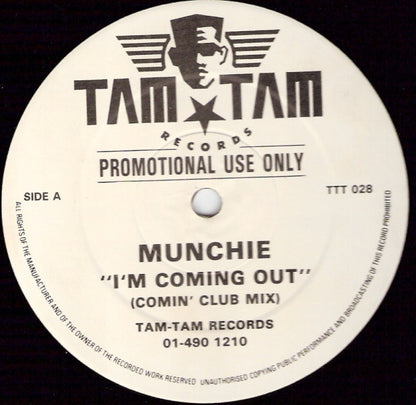 TAM TAM
RECORDS
PROMOTIONAL USE ONLY
SIDE A
TTT 028
MUNCHIE
"I'M COMING OUT"
(COMIN' CLUB MIX)
TAM-TAM RECORDS
01-490 1210
ALL RIGHTS OF THE MANUFACTURER AND OF THE OWNER OF THE RECORDED WORK RESERVED UNAUTHORISED COPYING PUBLIC PERFORMANCE AND BROADCASTING OF THIS RECORD PROHIBITED